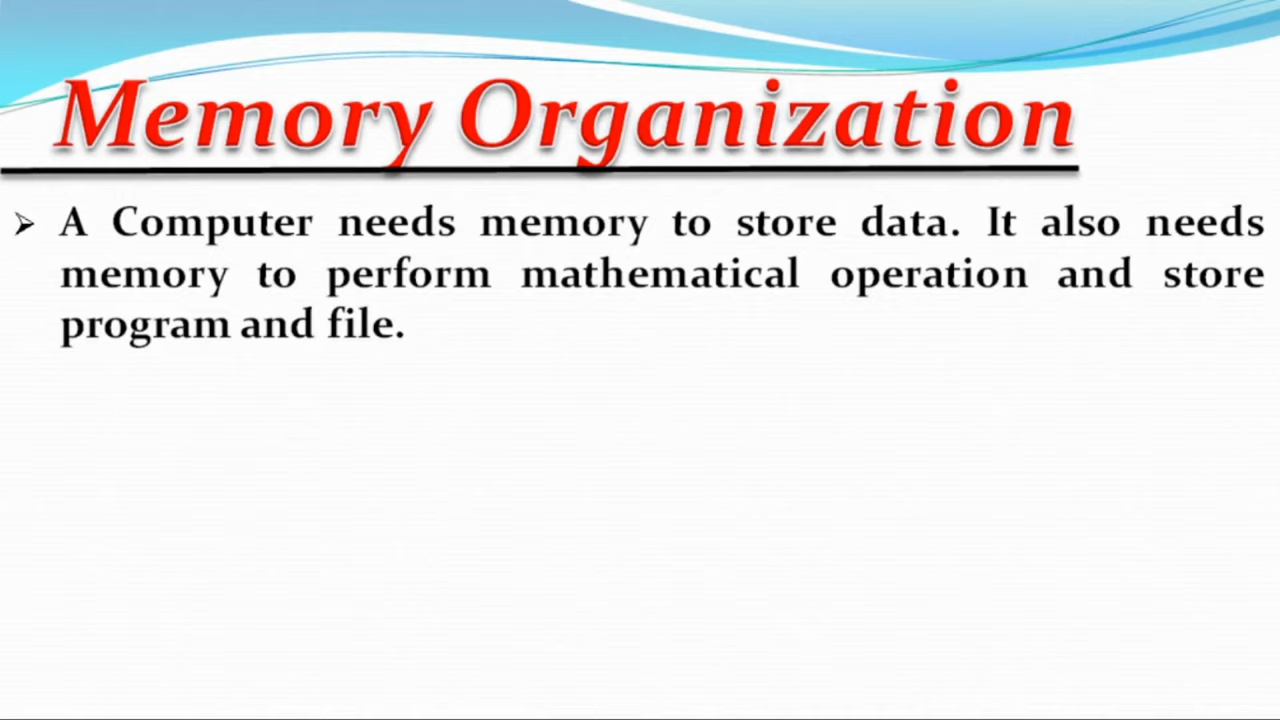 Memory Organization
➢ A Computer needs memory to store data. It also needs
memory to perform mathematical operation and store
program and file.